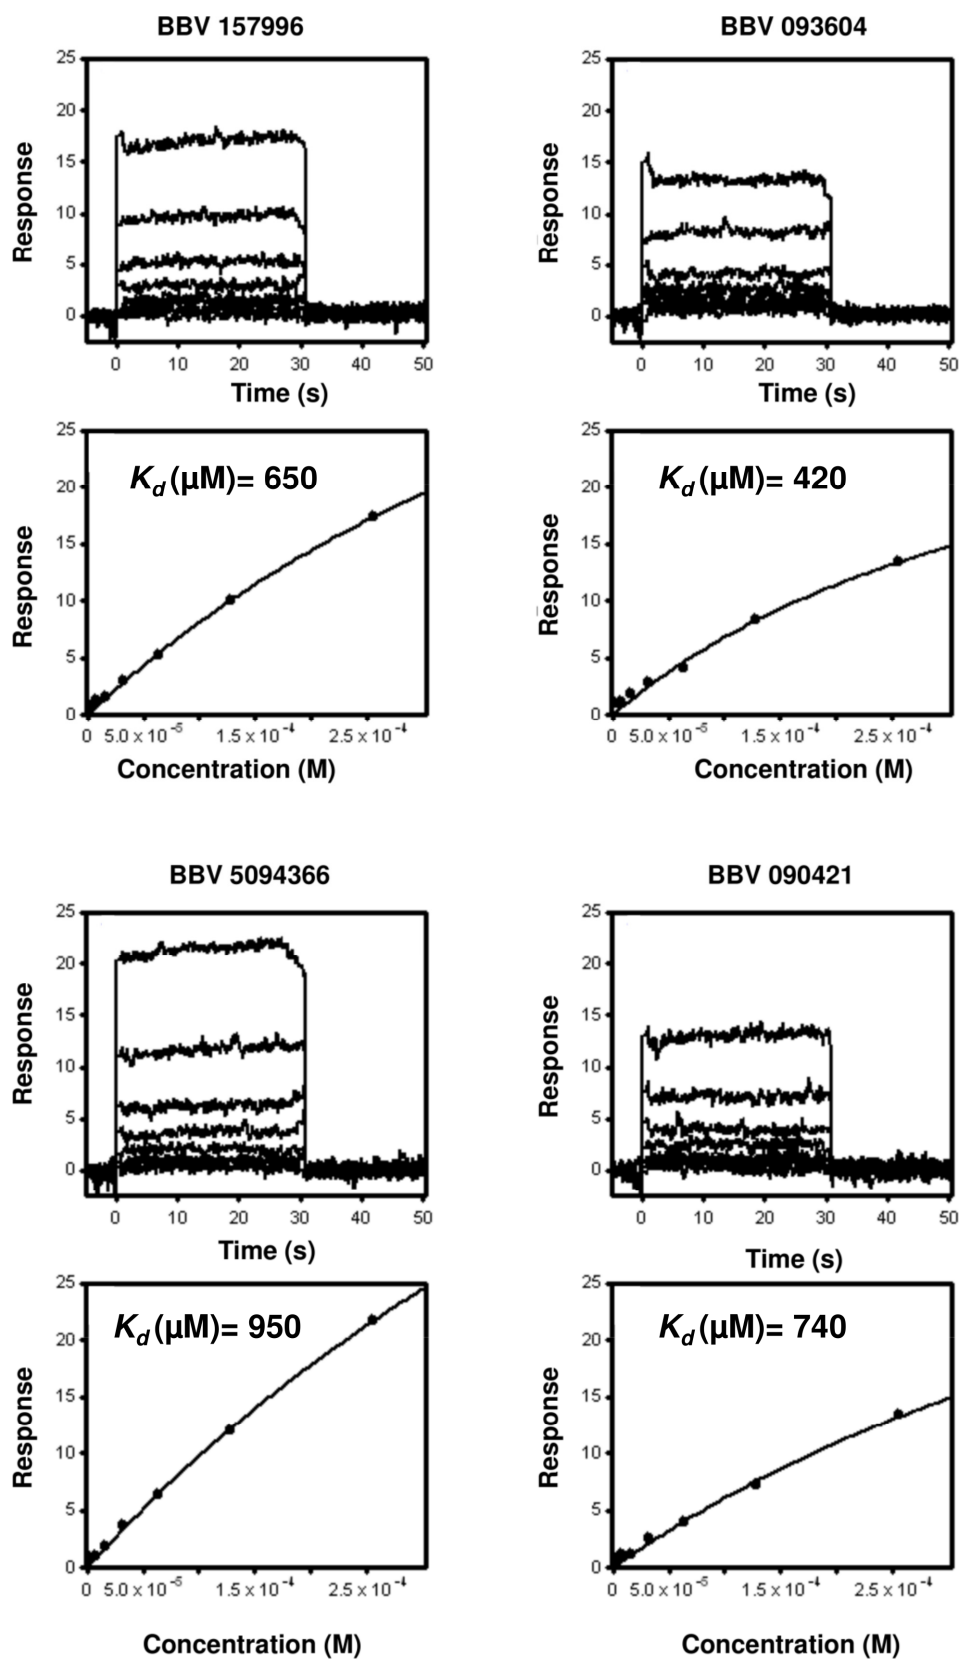 BBV 157996
25
20
15
10
5
0
Response
0 10 20 30 40 50
Time (s)
25
20
15
10
5
0
Response
K_d (μM)= 650
0 5.0 x 10⁻⁵ 1.5 x 10⁻⁴ 2.5 x 10⁻⁴
Concentration (M)
BBV 093604
25
20
15
10
5
0
Response
0 10 20 30 40 50
Time (s)
25
20
15
10
5
0
Response
K_d (μM)= 420
0 5.0 x 10⁻⁵ 1.5 x 10⁻⁴ 2.5 x 10⁻⁴
Concentration (M)
BBV 5094366
25
20
15
10
5
0
Response
0 10 20 30 40 50
Time (s)
25
20
15
10
5
0
Response
K_d (μM)= 950
0 5.0 x 10⁻⁵ 1.5 x 10⁻⁴ 2.5 x 10⁻⁴
Concentration (M)
BBV 090421
25
20
15
10
5
0
Response
0 10 20 30 40 50
Time (s)
25
20
15
10
5
0
Response
K_d (μM)= 740
0 5.0 x 10⁻⁵ 1.5 x 10⁻⁴ 2.5 x 10⁻⁴
Concentration (M)